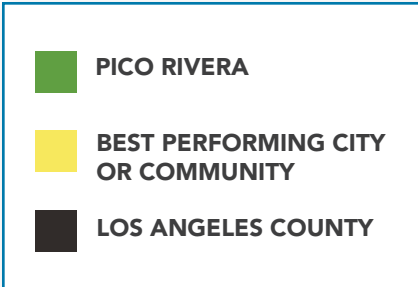 PICO RIVERA
BEST PERFORMING CITY
OR COMMUNITY
LOS ANGELES COUNTY